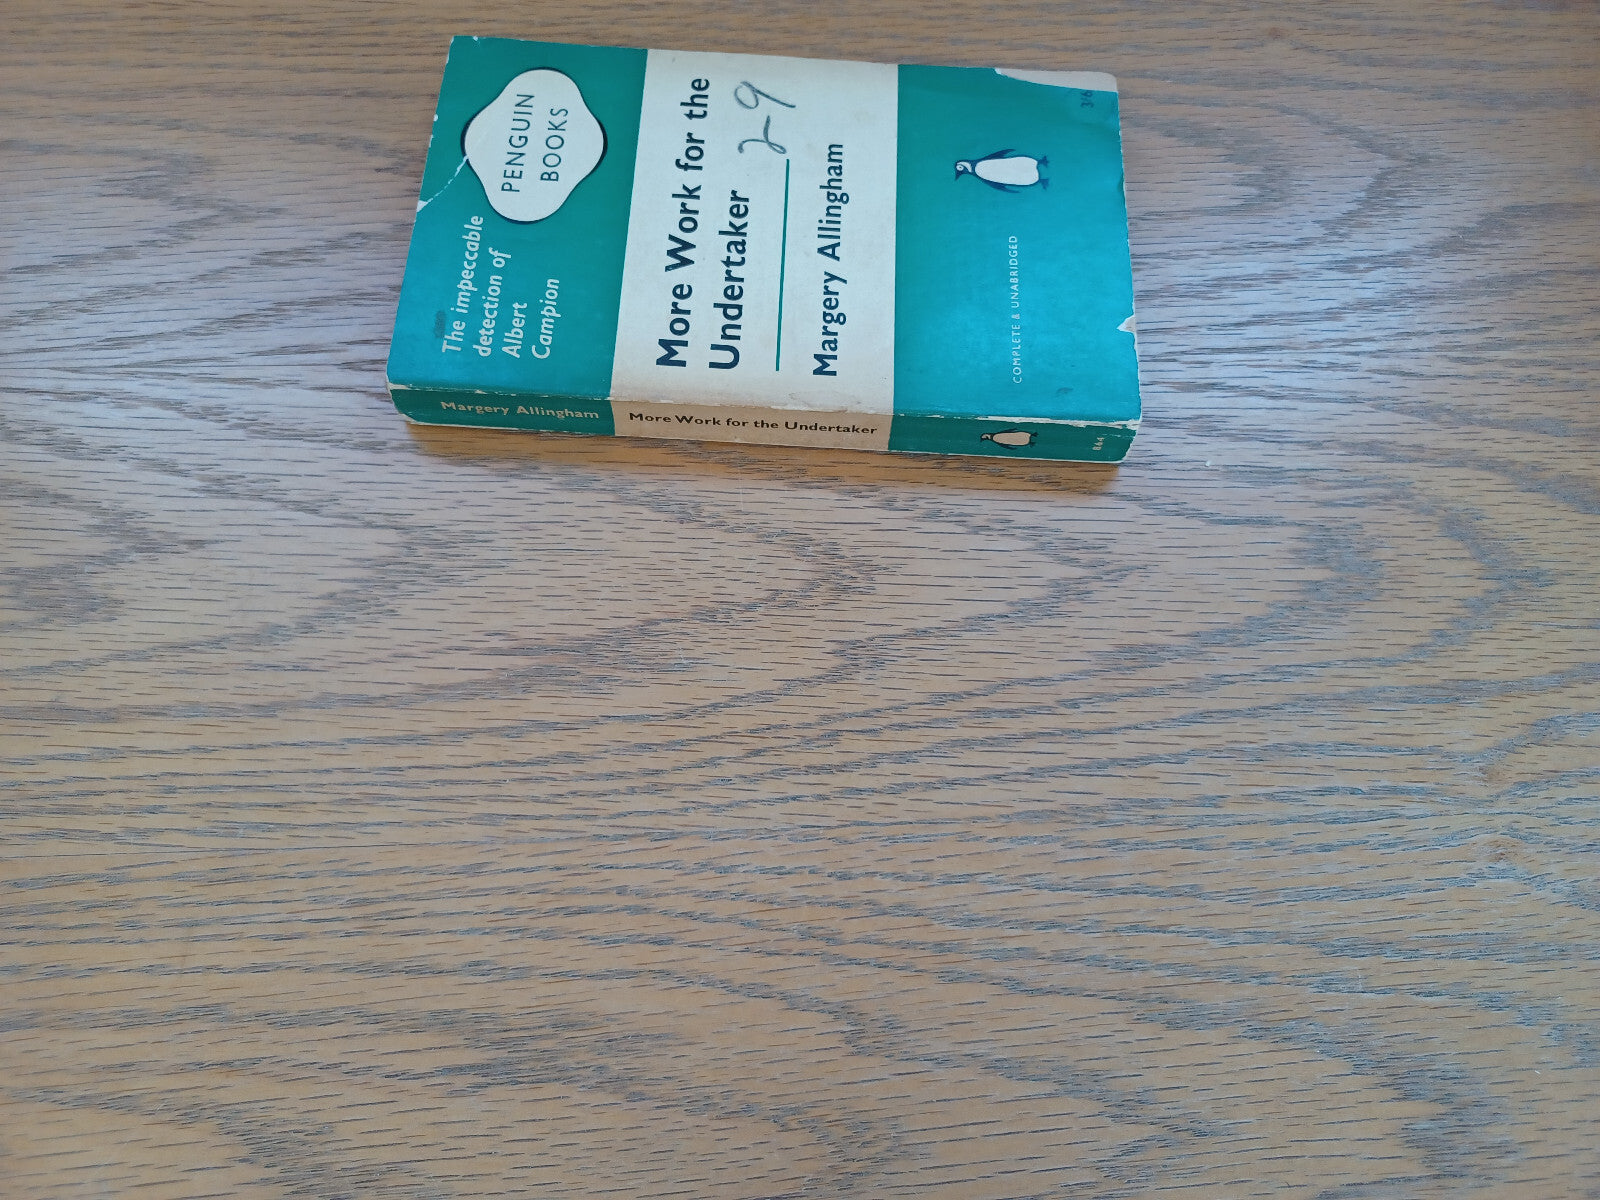 PENGUIN
BOOKS
The impeccable
detection of
Albert
Campion
More Work for the
Undertaker
2-9
Margery Allingham
COMPLETE & UNABRIDGED
3/6
Margery Allingham
More Work for the Undertaker
864